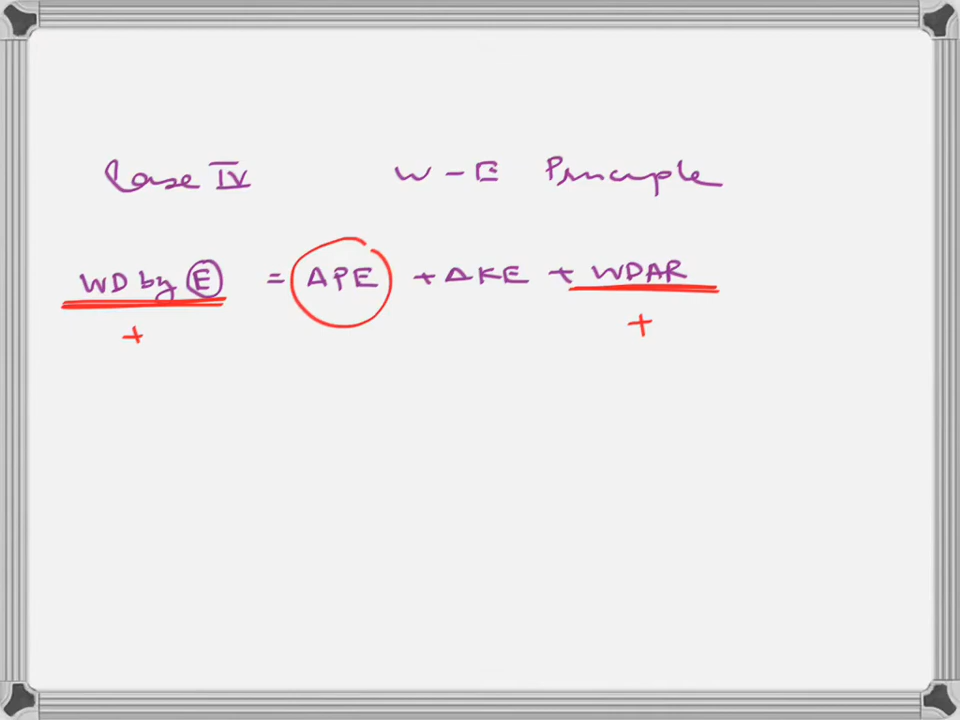 Case IV W-E Principle
WD by E = ΔPE + ΔKE + WDAR
+ +